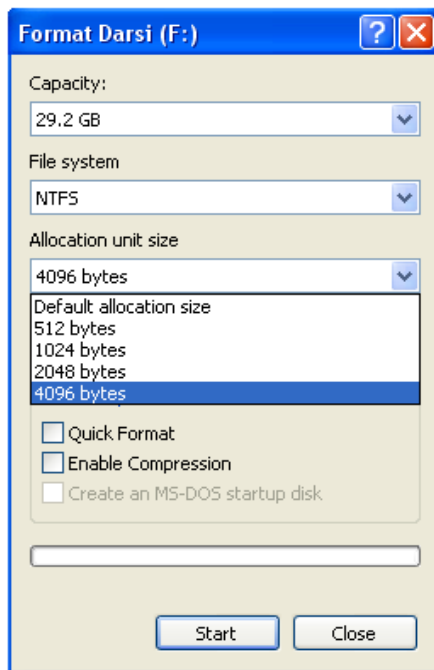 Format Darsi (F:)
Capacity:
29.2 GB
File system
NTFS
Allocation unit size
4096 bytes
Default allocation size
512 bytes
1024 bytes
2048 bytes
4096 bytes
Quick Format
Enable Compression
Create an MS-DOS startup disk
Start Close